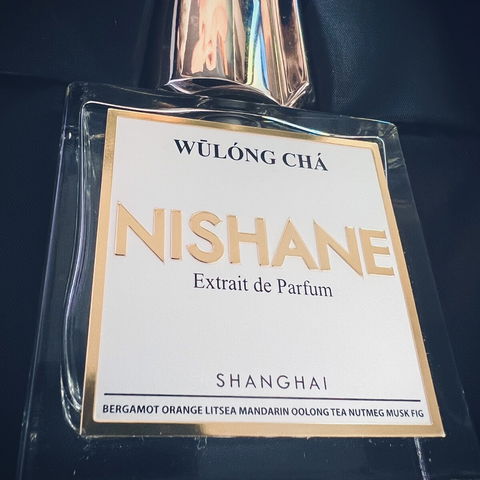 WŪLÓNG CHÁ
NISHANE
Extrait de Parfum
SHANGHAI
BERGAMOT ORANGE LITSEA MANDARIN OOLONG TEA NUTMEG MUSK FIG